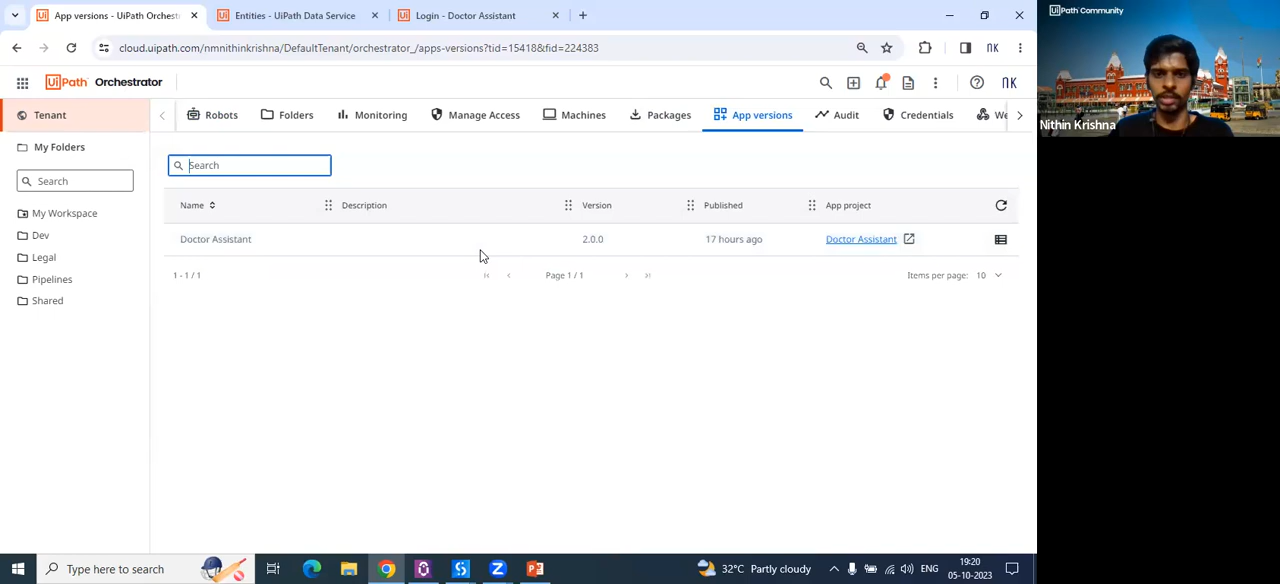 App versions - UiPath Orchest
Entities - UiPath Data Service
Login - Doctor Assistant
cloud.uipath.com/nmnithinkrishna/DefaultTenant/orchestrator_/apps-versions?tid=15418&fid=224383
UiPath Orchestrator
Tenant
Robots
Folders
Monitoring
Manage Access
Machines
Packages
App versions
Audit
Credentials
We
My Folders
Search
My Workspace
Dev
Legal
Pipelines
Shared
Search
Name
Description
Version
Published
App project
Doctor Assistant
2.0.0
17 hours ago
Doctor Assistant
1 - 1 / 1
Page 1 / 1
Items per page: 10
UiPath Community
Nithin Krishna
Type here to search
32°C Partly cloudy
ENG
19:20
05-10-2023